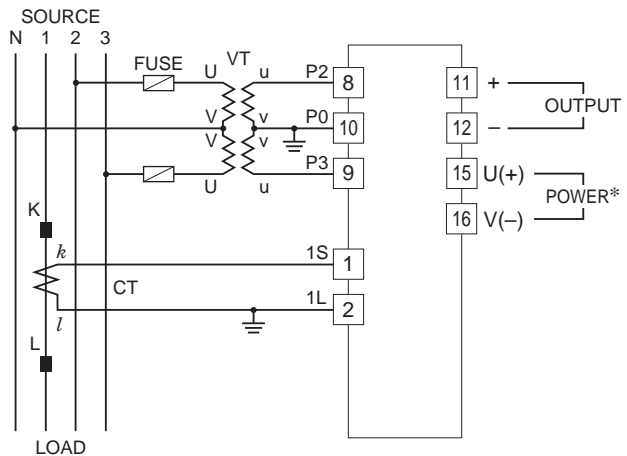 SOURCE
N 1 2 3
FUSE
VT
U u P2 8
V v P0 10
V v
U u P3 9
11 +
12 −
OUTPUT
15 U(+)
16 V(−)
POWER*
K
k 1S 1
CT
l 1L 2
L
LOAD